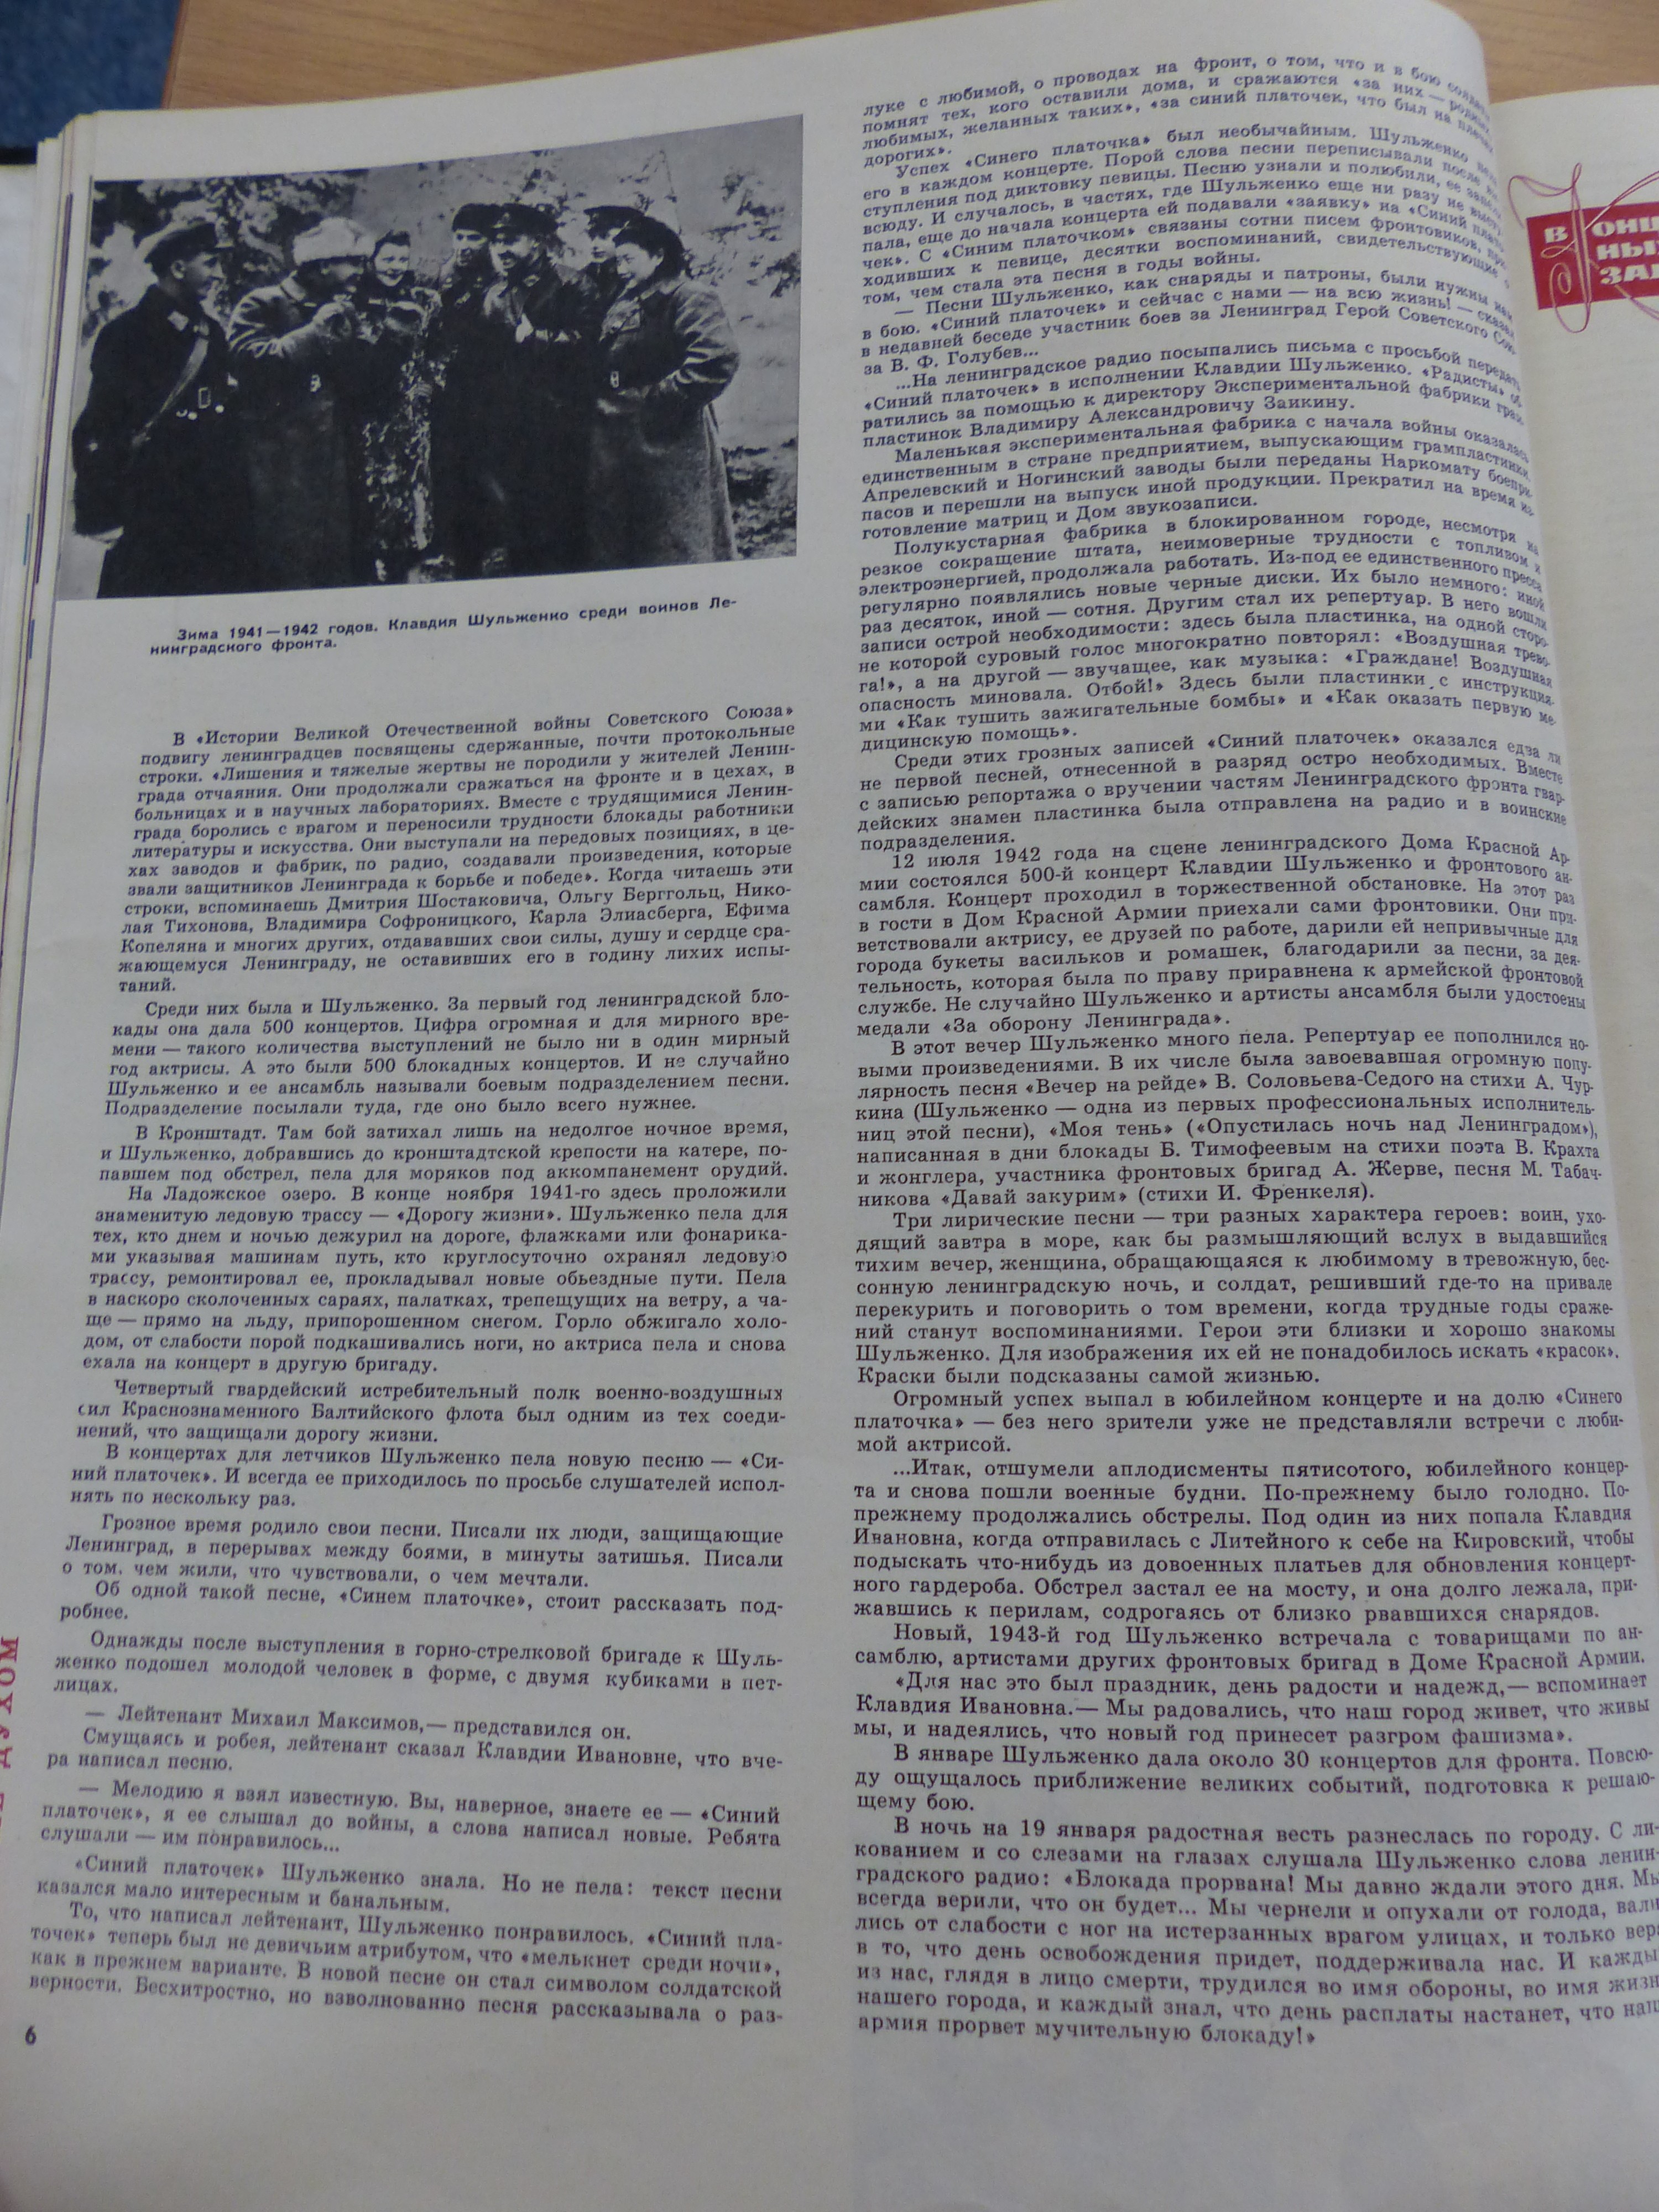 Зима 1941—1942 годов. Клавдия Шульженко среди воинов Ле-
нинградского фронта.
В «Истории Великой Отечественной войны Советского Союза»
подвигу ленинградцев посвящены сдержанные, почти протокольные
строки. «Лишения и тяжелые жертвы не породили у жителей Ленин-
града отчаяния. Они продолжали сражаться на фронте и в цехах, в
больницах и в научных лабораториях. Вместе с трудящимися Ленин-
града боролись с врагом и переносили трудности блокады работники
литературы и искусства. Они выступали на передовых позициях, в це-
хах заводов и фабрик, по радио, создавали произведения, которые
звали защитников Ленинграда к борьбе и победе». Когда читаешь эти
строки, вспоминаешь Дмитрия Шостаковича, Ольгу Берггольц, Нико-
лая Тихонова, Владимира Софроницкого, Карла Элиасберга, Ефима
Копеляна и многих других, отдававших свои силы, душу и сердце сра-
жающемуся Ленинграду, не оставивших его в годину лихих испы-
таний.
Среди них была и Шульженко. За первый год ленинградской бло-
кады она дала 500 концертов. Цифра огромная и для мирного вре-
мени — такого количества выступлений не было ни в один мирный
год актрисы. А это были 500 блокадных концертов. И не случайно
Шульженко и ее ансамбль называли боевым подразделением песни.
Подразделение посылали туда, где оно было всего нужнее.
В Кронштадт. Там бой затихал лишь на недолгое ночное время,
и Шульженко, добравшись до кронштадтской крепости на катере, по-
павшем под обстрел, пела для моряков под аккомпанемент орудий.
На Ладожское озеро. В конце ноября 1941-го здесь проложили
знаменитую ледовую трассу — «Дорогу жизни». Шульженко пела для
тех, кто днем и ночью дежурил на дороге, флажками или фонарика-
ми указывая машинам путь, кто круглосуточно охранял ледовую
трассу, ремонтировал ее, прокладывал новые обьездные пути. Пела
в наскоро сколоченных сараях, палатках, трепещущих на ветру, а ча-
ще — прямо на льду, припорошенном снегом. Горло обжигало холо-
дом, от слабости порой подкашивались ноги, но актриса пела и снова
ехала на концерт в другую бригаду.
Четвертый гвардейский истребительный полк военно-воздушных
сил Краснознаменного Балтийского флота был одним из тех соеди-
нений, что защищали дорогу жизни.
В концертах для летчиков Шульженко пела новую песню — «Си-
ний платочек». И всегда ее приходилось по просьбе слушателей испол-
нять по нескольку раз.
Грозное время родило свои песни. Писали их люди, защищающие
Ленинград, в перерывах между боями, в минуты затишья. Писали
о том, чем жили, что чувствовали, о чем мечтали.
Об одной такой песне, «Синем платочке», стоит рассказать под-
робнее.
Однажды после выступления в горно-стрелковой бригаде к Шуль-
женко подошел молодой человек в форме, с двумя кубиками в пет-
лицах.
— Лейтенант Михаил Максимов,— представился он.
Смущаясь и робея, лейтенант сказал Клавдии Ивановне, что вче-
ра написал песню.
— Мелодию я взял известную. Вы, наверное, знаете ее — «Синий
платочек», я ее слышал до войны, а слова написал новые. Ребята
слушали — им понравилось...
«Синий платочек» Шульженко знала. Но не пела: текст песни
казался мало интересным и банальным.
То, что написал лейтенант, Шульженко понравилось. «Синий пла-
точек» теперь был не девичьим атрибутом, что «мелькнет среди ночи»,
как в прежнем варианте. В новой песне он стал символом солдатской
верности. Бесхитростно, но взволнованно песня рассказывала о раз-
6
луке с любимой, о проводах на фронт, о том, что и в бою
помнят тех, кого оставили дома, и сражаются «за них —
любимых, желанных таких», «за синий платочек, что был на плечах
дорогих».
Успех «Синего платочка» был необычайным. Шульженко
его в каждом концерте. Порой слова песни переписывали после
ступления под диктовку певицы. Песню узнали и полюбили, ее
всюду. И случалось, в частях, где Шульженко еще ни разу не
пала, еще до начала концерта ей подавали «заявку» на «Синий
чек». С «Синим платочком» связаны сотни писем фронтовиков,
ходивших к певице, десятки воспоминаний, свидетельствующие
том, чем стала эта песня в годы войны.
— Песни Шульженко, как снаряды и патроны, были нужны нам
в бою. «Синий платочек» и сейчас с нами — на всю жизнь! — сказал
в недавней беседе участник боев за Ленинград Герой Советского Сою-
за В. Ф. Голубев...
...На ленинградское радио посыпались письма с просьбой передать
«Синий платочек» в исполнении Клавдии Шульженко. «Радисты» об-
ратились за помощью к директору Экспериментальной фабрики грам-
пластинок Владимиру Александровичу Заикину.
Маленькая экспериментальная фабрика с начала войны оказалась
единственным в стране предприятием, выпускающим грампластинки.
Апрелевский и Ногинский заводы были переданы Наркомату боепри-
пасов и перешли на выпуск иной продукции. Прекратил на время из-
готовление матриц и Дом звукозаписи.
Полукустарная фабрика в блокированном городе, несмотря на
резкое сокращение штата, неимоверные трудности с топливом и
электроэнергией, продолжала работать. Из-под ее единственного пресса
регулярно появлялись новые черные диски. Их было немного: иной
раз десяток, иной — сотня. Другим стал их репертуар. В него вошли
записи острой необходимости: здесь была пластинка, на одной сторо-
не которой суровый голос многократно повторял: «Воздушная трево-
га!», а на другой — звучащее, как музыка: «Граждане! Воздушная
опасность миновала. Отбой!» Здесь были пластинки с инструкция-
ми «Как тушить зажигательные бомбы» и «Как оказать первую ме-
дицинскую помощь».
Среди этих грозных записей «Синий платочек» оказался едва ли
не первой песней, отнесенной в разряд остро необходимых. Вместе
с записью репортажа о вручении частям Ленинградского фронта гвар-
дейских знамен пластинка была отправлена на радио и в воинские
подразделения.
12 июля 1942 года на сцене ленинградского Дома Красной Ар-
мии состоялся 500-й концерт Клавдии Шульженко и фронтового ан-
самбля. Концерт проходил в торжественной обстановке. На этот раз
в гости в Дом Красной Армии приехали сами фронтовики. Они при-
ветствовали актрису, ее друзей по работе, дарили ей непривычные для
города букеты васильков и ромашек, благодарили за песни, за дея-
тельность, которая была по праву приравнена к армейской фронтовой
службе. Не случайно Шульженко и артисты ансамбля были удостоены
медали «За оборону Ленинграда».
В этот вечер Шульженко много пела. Репертуар ее пополнился но-
выми произведениями. В их числе была завоевавшая огромную попу-
лярность песня «Вечер на рейде» В. Соловьева-Седого на стихи А. Чур-
кина (Шульженко — одна из первых профессиональных исполнитель-
ниц этой песни), «Моя тень» («Опустилась ночь над Ленинградом»),
написанная в дни блокады Б. Тимофеевым на стихи поэта В. Крахта
и жонглера, участника фронтовых бригад А. Жерве, песня М. Табач-
никова «Давай закурим» (стихи И. Френкеля).
Три лирические песни — три разных характера героев: воин, ухо-
дящий завтра в море, как бы размышляющий вслух в выдавшийся
тихим вечер, женщина, обращающаяся к любимому в тревожную, бес-
сонную ленинградскую ночь, и солдат, решивший где-то на привале
перекурить и поговорить о том времени, когда трудные годы сраже-
ний станут воспоминаниями. Герои эти близки и хорошо знакомы
Шульженко. Для изображения их ей не понадобилось искать «красок».
Краски были подсказаны самой жизнью.
Огромный успех выпал в юбилейном концерте и на долю «Синего
платочка» — без него зрители уже не представляли встречи с люби-
мой актрисой.
...Итак, отшумели аплодисменты пятисотого, юбилейного концер-
та и снова пошли военные будни. По-прежнему было голодно. По-
прежнему продолжались обстрелы. Под один из них попала Клавдия
Ивановна, когда отправилась с Литейного к себе на Кировский, чтобы
подыскать что-нибудь из довоенных платьев для обновления концерт-
ного гардероба. Обстрел застал ее на мосту, и она долго лежала, при-
жавшись к перилам, содрогаясь от близко рвавшихся снарядов.
Новый, 1943-й год Шульженко встречала с товарищами по ан-
самблю, артистами других фронтовых бригад в Доме Красной Армии.
«Для нас это был праздник, день радости и надежд,— вспоминает
Клавдия Ивановна.— Мы радовались, что наш город живет, что живы
мы, и надеялись, что новый год принесет разгром фашизма».
В январе Шульженко дала около 30 концертов для фронта. Повсю-
ду ощущалось приближение великих событий, подготовка к решаю-
щему бою.
В ночь на 19 января радостная весть разнеслась по городу. С ли-
кованием и со слезами на глазах слушала Шульженко слова ленин-
градского радио: «Блокада прорвана! Мы давно ждали этого дня. Мы
всегда верили, что он будет... Мы чернели и опухали от голода, вали-
лись от слабости с ног на истерзанных врагом улицах, и только вера
в то, что день освобождения придет, поддерживала нас. И каждый
из нас, глядя в лицо смерти, трудился во имя обороны, во имя жизни
нашего города, и каждый знал, что день расплаты настанет, что наша
армия прорвет мучительную блокаду!»
ДУХОМ
В ОНЦ
НЫ
ЗАЛ